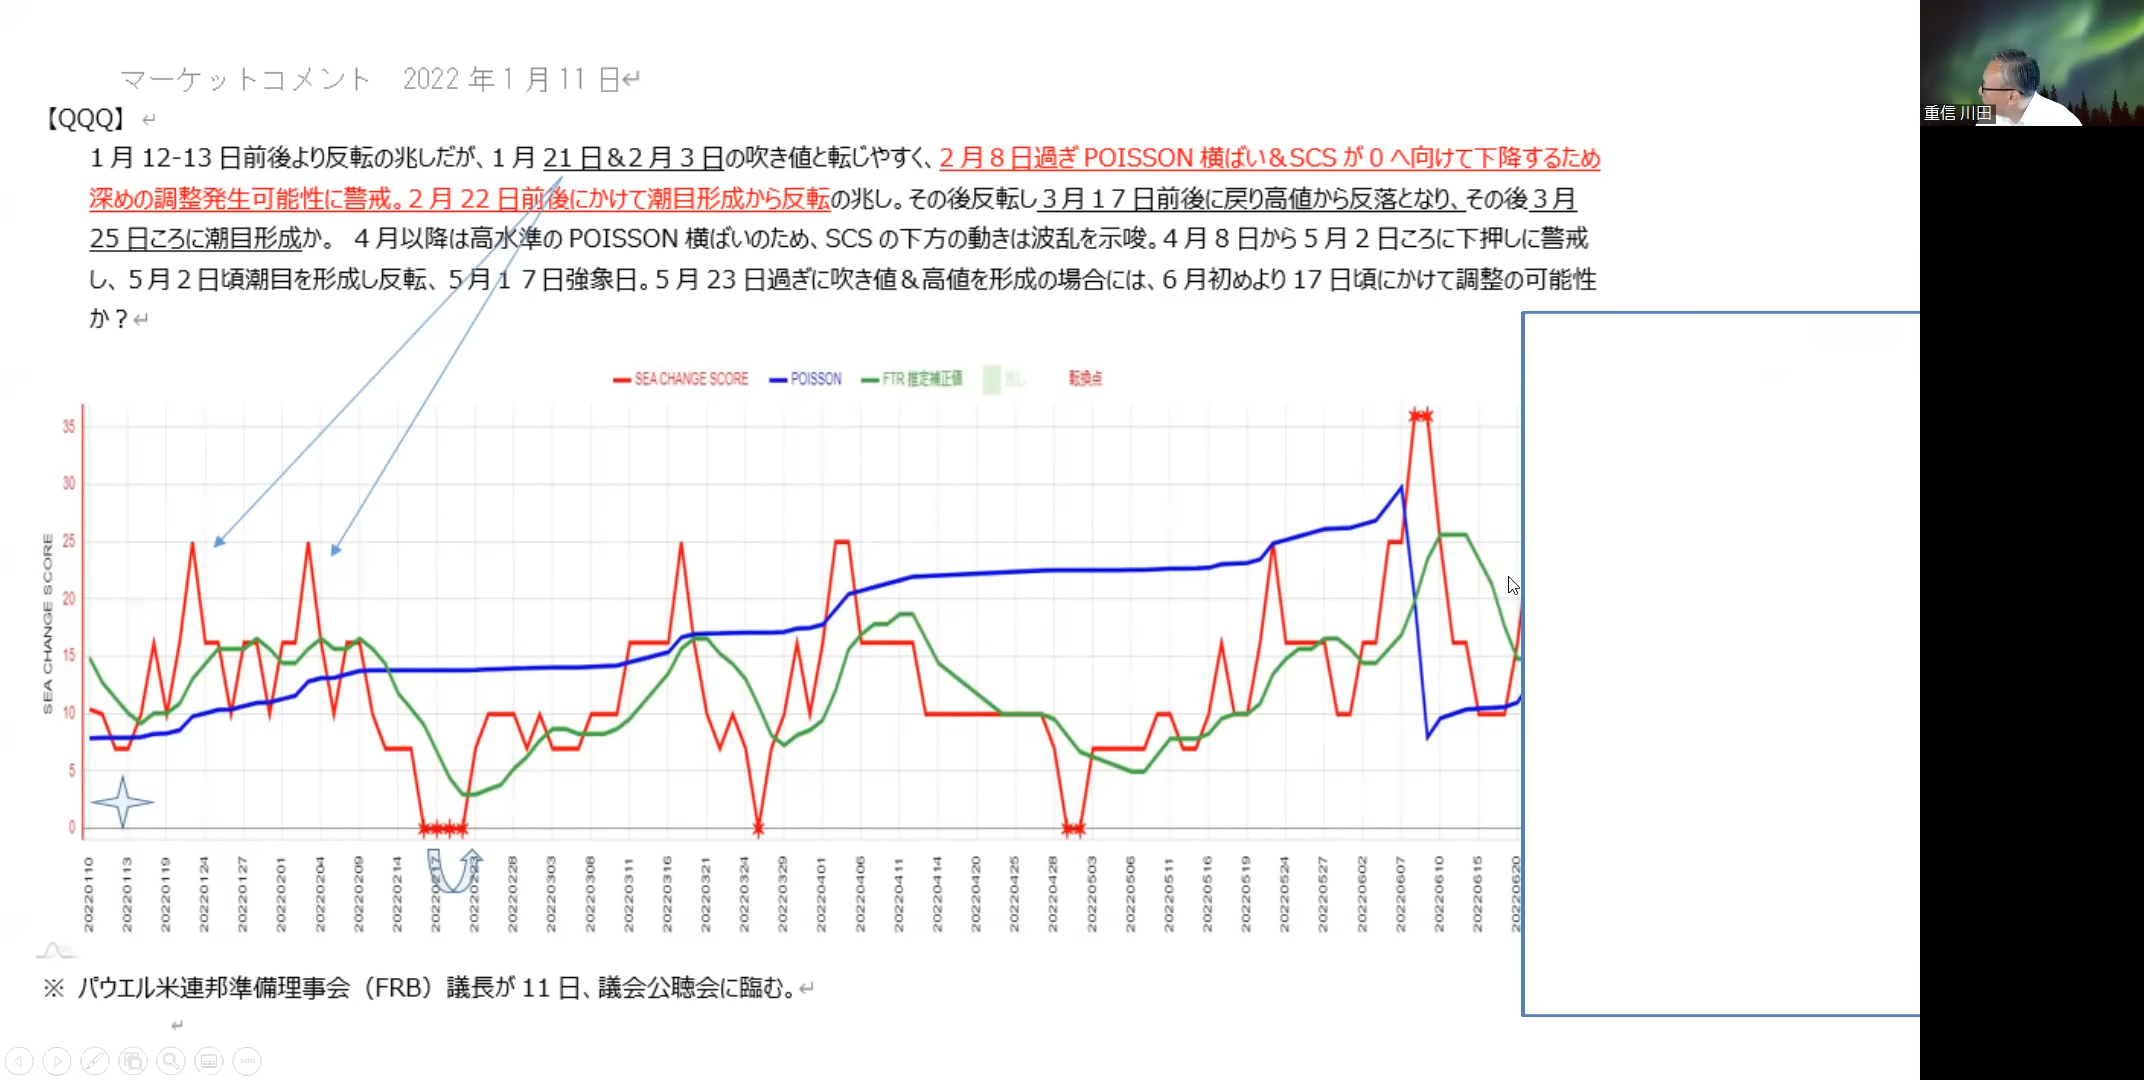 マーケットコメント　2022 年 1 月 11 日↵
【QQQ】 ↵
1 月 12-13 日前後より反転の兆しだが、1 月 21 日＆2 月 3 日の吹き値と転じやすく、2 月 8 日過ぎ POISSON 横ばい＆SCS が 0 へ向けて下降するため
深めの調整発生可能性に警戒。2 月 22 日前後にかけて潮目形成から反転の兆し。その後反転し3 月 1 7 日前後に戻り高値から反落となり、その後3 月
25 日ころに潮目形成か。 4 月以降は高水準の POISSON 横ばいのため、SCS の下方の動きは波乱を示唆。4 月 8 日から 5 月 2 日ころに下押しに警戒
し、5 月 2 日頃潮目を形成し反転、5 月 1 7 日強象日。5 月 23 日過ぎに吹き値＆高値を形成の場合には、6 月初めより 17 日頃にかけて調整の可能性
か？↵
重信 川田
SEA CHANGE SCORE POISSON FTR 推定補正値 転換点
SEA CHANGE SCORE
35
30
25
20
15
10
5
0
20220110 20220113 20220119 20220124 20220127 20220201 20220204 20220209 20220214 20220217 20220223 20220228 20220303 20220308 20220311 20220316 20220321 20220324 20220329 20220401 20220406 20220411 20220414 20220420 20220425 20220428 20220503 20220506 20220511 20220516 20220519 20220524 20220527 20220602 20220607 20220610 20220615 20220620
※ パウエル米連邦準備理事会（FRB）議長が 11 日、議会公聴会に臨む。↵
↵